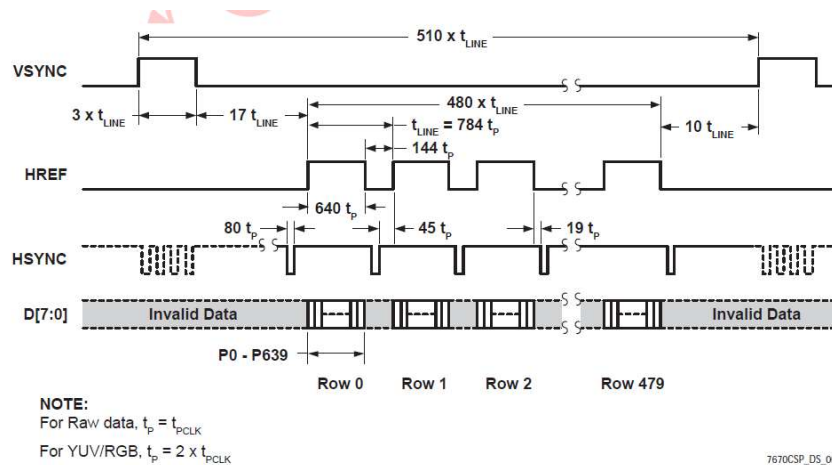 510 x tLINE
VSYNC
3 x tLINE 17 tLINE 480 x tLINE 10 tLINE
tLINE = 784 tP
144 tP
HREF
640 tP
80 tP 45 tP 19 tP
HSYNC
D[7:0] Invalid Data Invalid Data
P0 - P639
Row 0 Row 1 Row 2 Row 479
NOTE:
For Raw data, tP = tPCLK
For YUV/RGB, tP = 2 x tPCLK